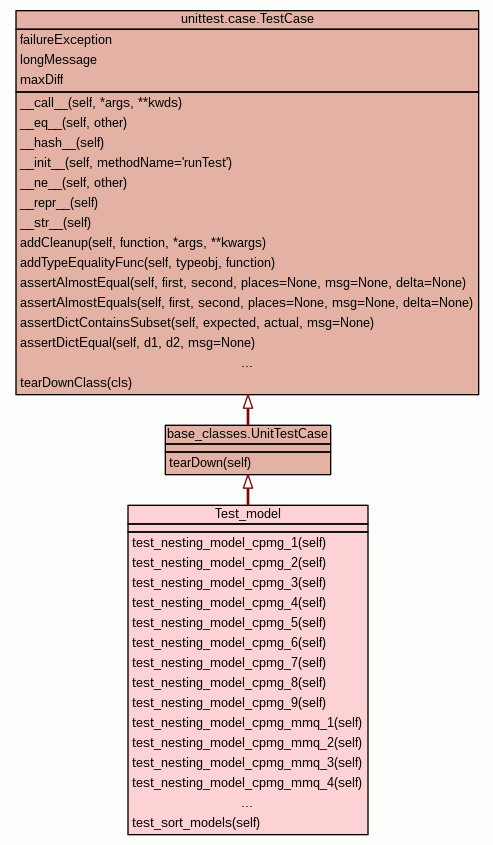 unittest.case.TestCase
failureException
longMessage
maxDiff
__call__(self, *args, **kwds)
__eq__(self, other)
__hash__(self)
__init__(self, methodName='runTest')
__ne__(self, other)
__repr__(self)
__str__(self)
addCleanup(self, function, *args, **kwargs)
addTypeEqualityFunc(self, typeobj, function)
assertAlmostEqual(self, first, second, places=None, msg=None, delta=None)
assertAlmostEquals(self, first, second, places=None, msg=None, delta=None)
assertDictContainsSubset(self, expected, actual, msg=None)
assertDictEqual(self, d1, d2, msg=None)
...
tearDownClass(cls)
base_classes.UnitTestCase
tearDown(self)
Test_model
test_nesting_model_cpmg_1(self)
test_nesting_model_cpmg_2(self)
test_nesting_model_cpmg_3(self)
test_nesting_model_cpmg_4(self)
test_nesting_model_cpmg_5(self)
test_nesting_model_cpmg_6(self)
test_nesting_model_cpmg_7(self)
test_nesting_model_cpmg_8(self)
test_nesting_model_cpmg_9(self)
test_nesting_model_cpmg_mmq_1(self)
test_nesting_model_cpmg_mmq_2(self)
test_nesting_model_cpmg_mmq_3(self)
test_nesting_model_cpmg_mmq_4(self)
...
test_sort_models(self)